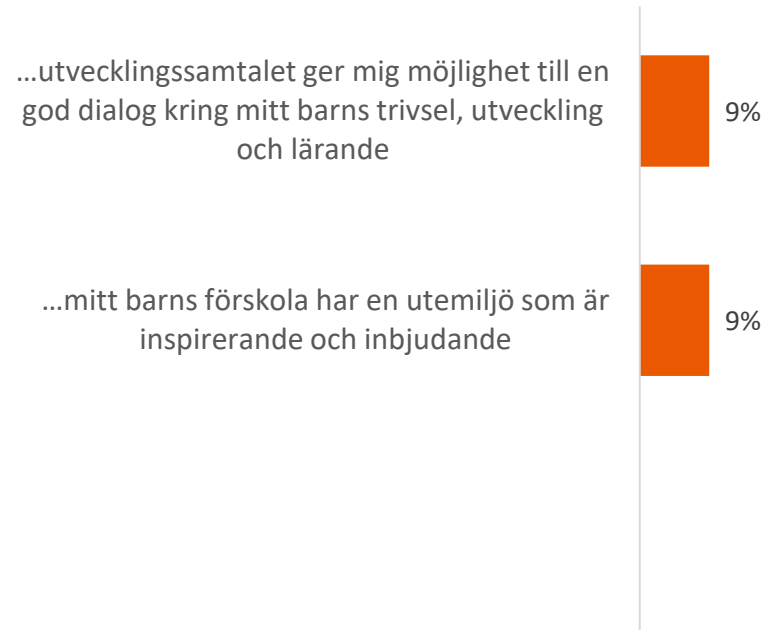 …utvecklingssamtalet ger mig möjlighet till en
god dialog kring mitt barns trivsel, utveckling
och lärande
9%
…mitt barns förskola har en utemiljö som är
inspirerande och inbjudande
9%